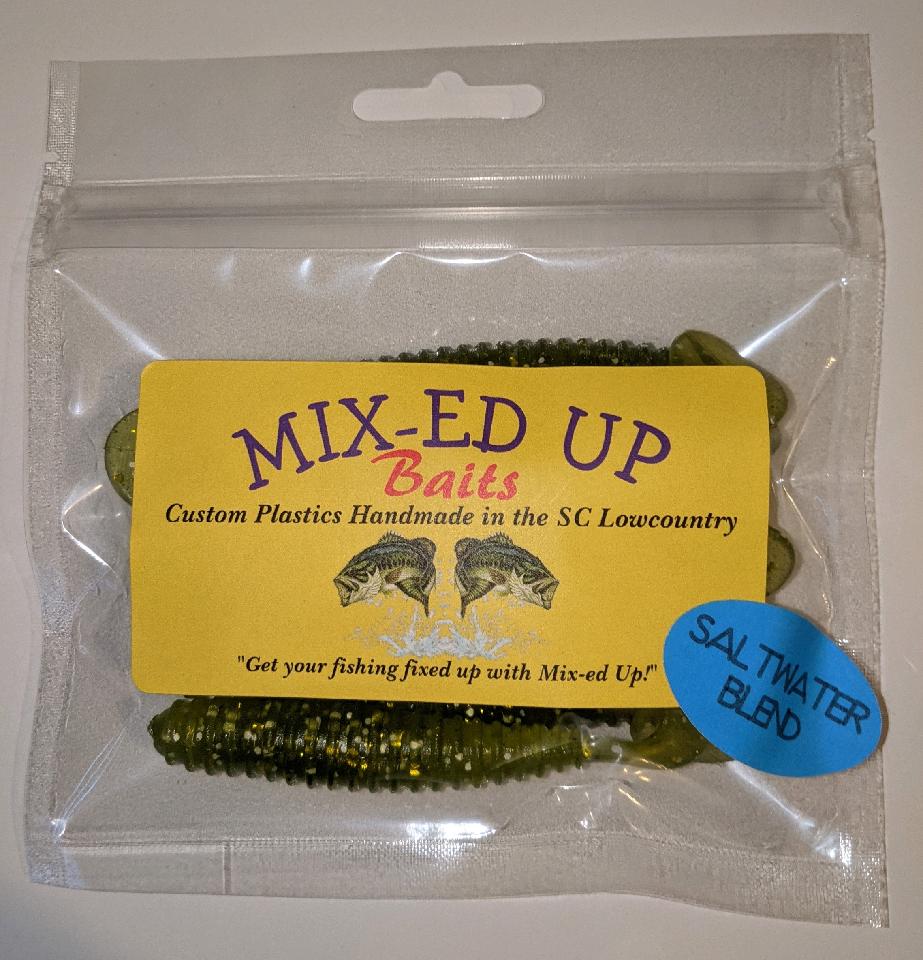 MIX-ED UP
Baits
Custom Plastics Handmade in the SC Lowcountry
"Get your fishing fixed up with Mix-ed Up!"
SALTWATER
BLEND